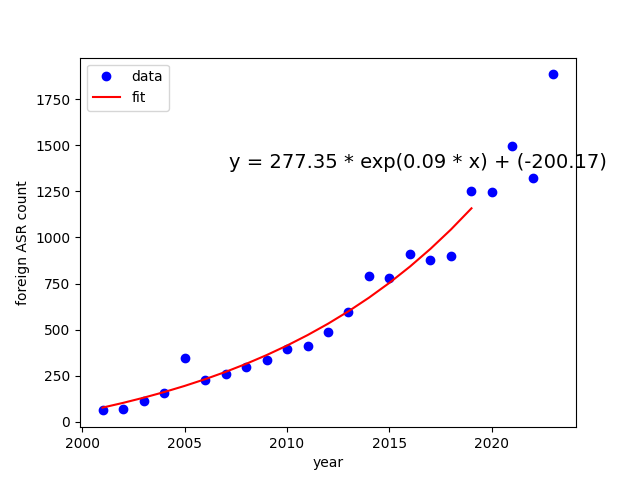 data
fit
y = 277.35 * exp(0.09 * x) + (-200.17)
foreign ASR count
1750
1500
1250
1000
750
500
250
0
2000 2005 2010 2015 2020
year